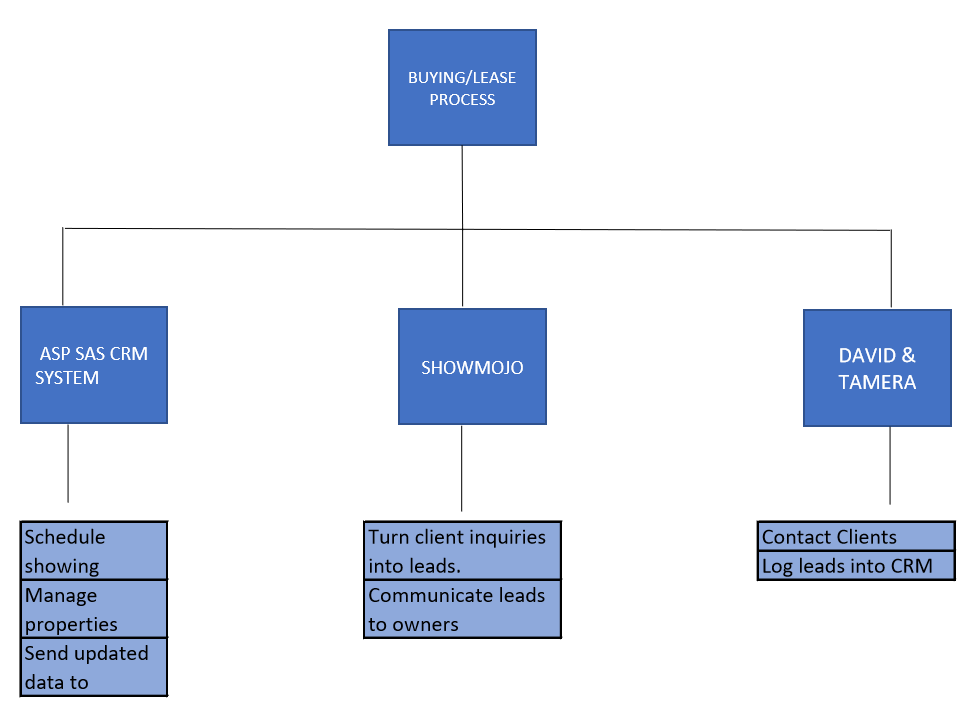 BUYING/LEASE
PROCESS
ASP SAS CRM
SYSTEM
SHOWMOJO
DAVID &
TAMERA
Schedule
showing
Manage
properties
Send updated
data to
Turn client inquiries
into leads.
Communicate leads
to owners
Contact Clients
Log leads into CRM